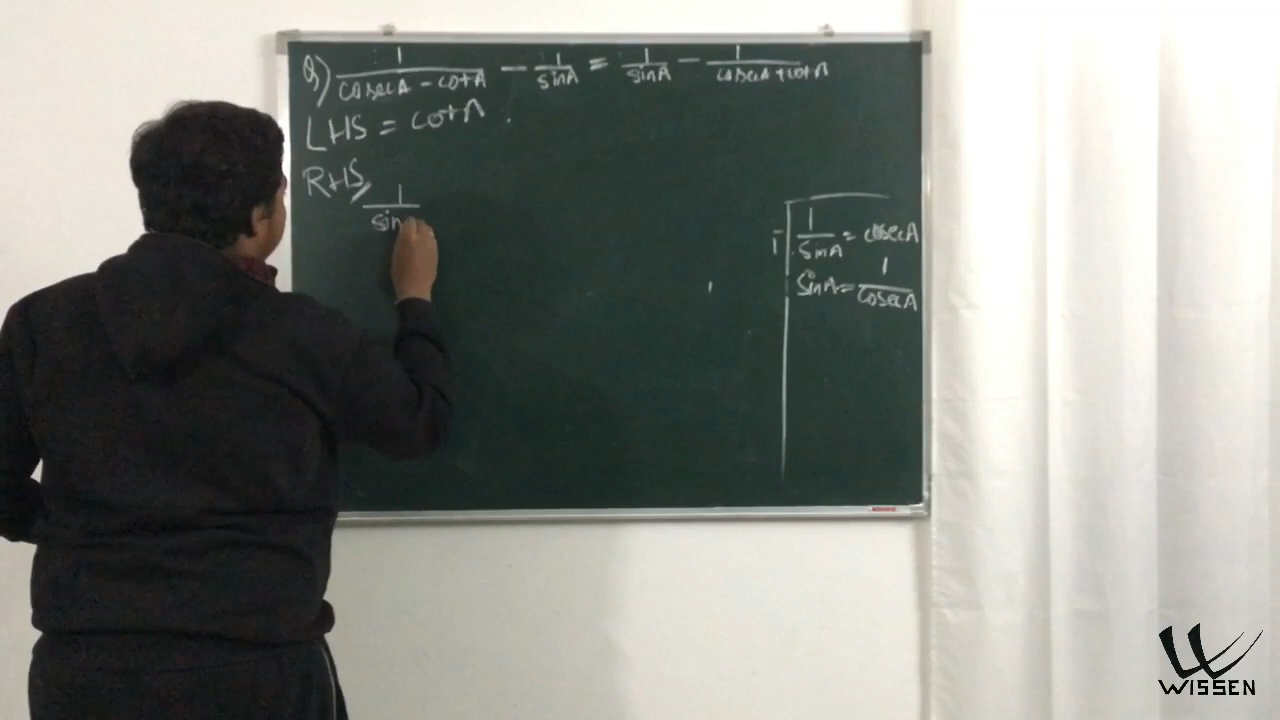 Q) 1/(cosecA - cotA) - 1/sinA = 1/sinA - 1/(cosecA + cotA)
LHS = cotA.
RHS
1/sin
1/SinA = cosecA
SinA = 1/cosecA
WISSEN